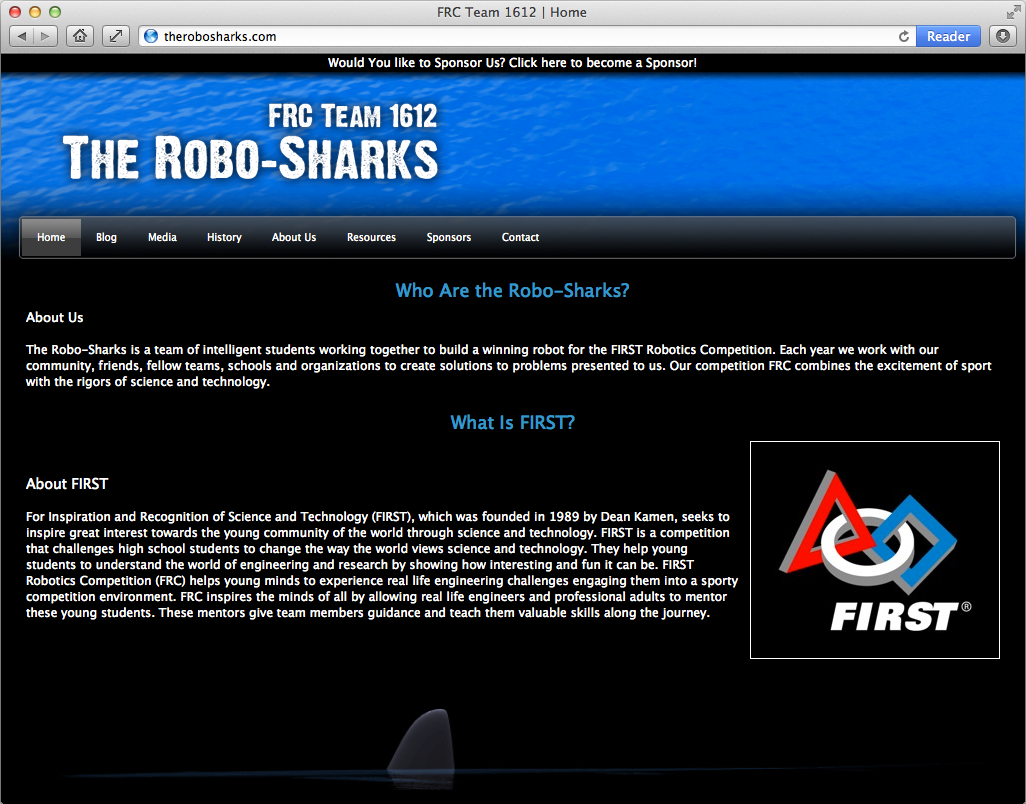 FRC Team 1612 | Home
therobosharks.com
Reader
Would You like to Sponsor Us? Click here to become a Sponsor!
FRC Team 1612
The Robo-Sharks
Home Blog Media History About Us Resources Sponsors Contact
Who Are the Robo-Sharks?
About Us
The Robo-Sharks is a team of intelligent students working together to build a winning robot for the FIRST Robotics Competition. Each year we work with our
community, friends, fellow teams, schools and organizations to create solutions to problems presented to us. Our competition FRC combines the excitement of sport
with the rigors of science and technology.
What Is FIRST?
About FIRST
For Inspiration and Recognition of Science and Technology (FIRST), which was founded in 1989 by Dean Kamen, seeks to
inspire great interest towards the young community of the world through science and technology. FIRST is a competition
that challenges high school students to change the way the world views science and technology. They help young
students to understand the world of engineering and research by showing how interesting and fun it can be. FIRST
Robotics Competition (FRC) helps young minds to experience real life engineering challenges engaging them into a sporty
competition environment. FRC inspires the minds of all by allowing real life engineers and professional adults to mentor
these young students. These mentors give team members guidance and teach them valuable skills along the journey.
FIRST®